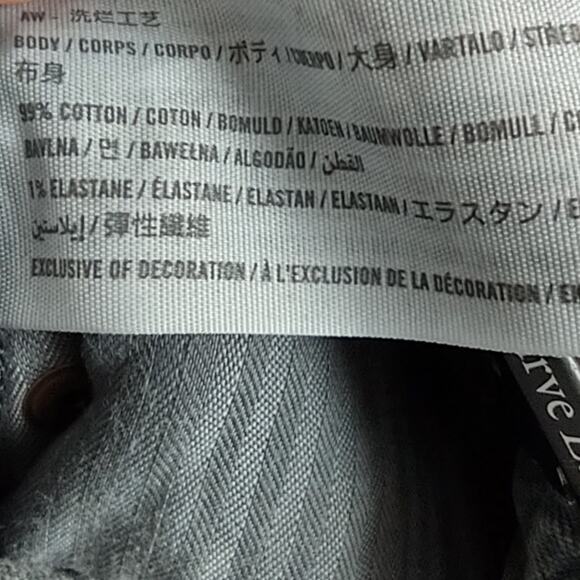 AW - 洗烂工艺
BODY / CORPS / CORPO / ボディ / CUERPO / 大身 / VARTALO /
布身
99% COTTON / COTON / BOMULD / KATOEN / BAUMWOLLE / BOMULL /
BAVLNA / 면 / BAWEŁNA / ALGODÃO / القطن
1% ELASTANE / ÉLASTANE / ELASTAN / ELASTAAN / エラスタン /
إيلاستين / 彈性纖維
EXCLUSIVE OF DECORATION / À L'EXCLUSION DE LA DÉCORATION /
rve